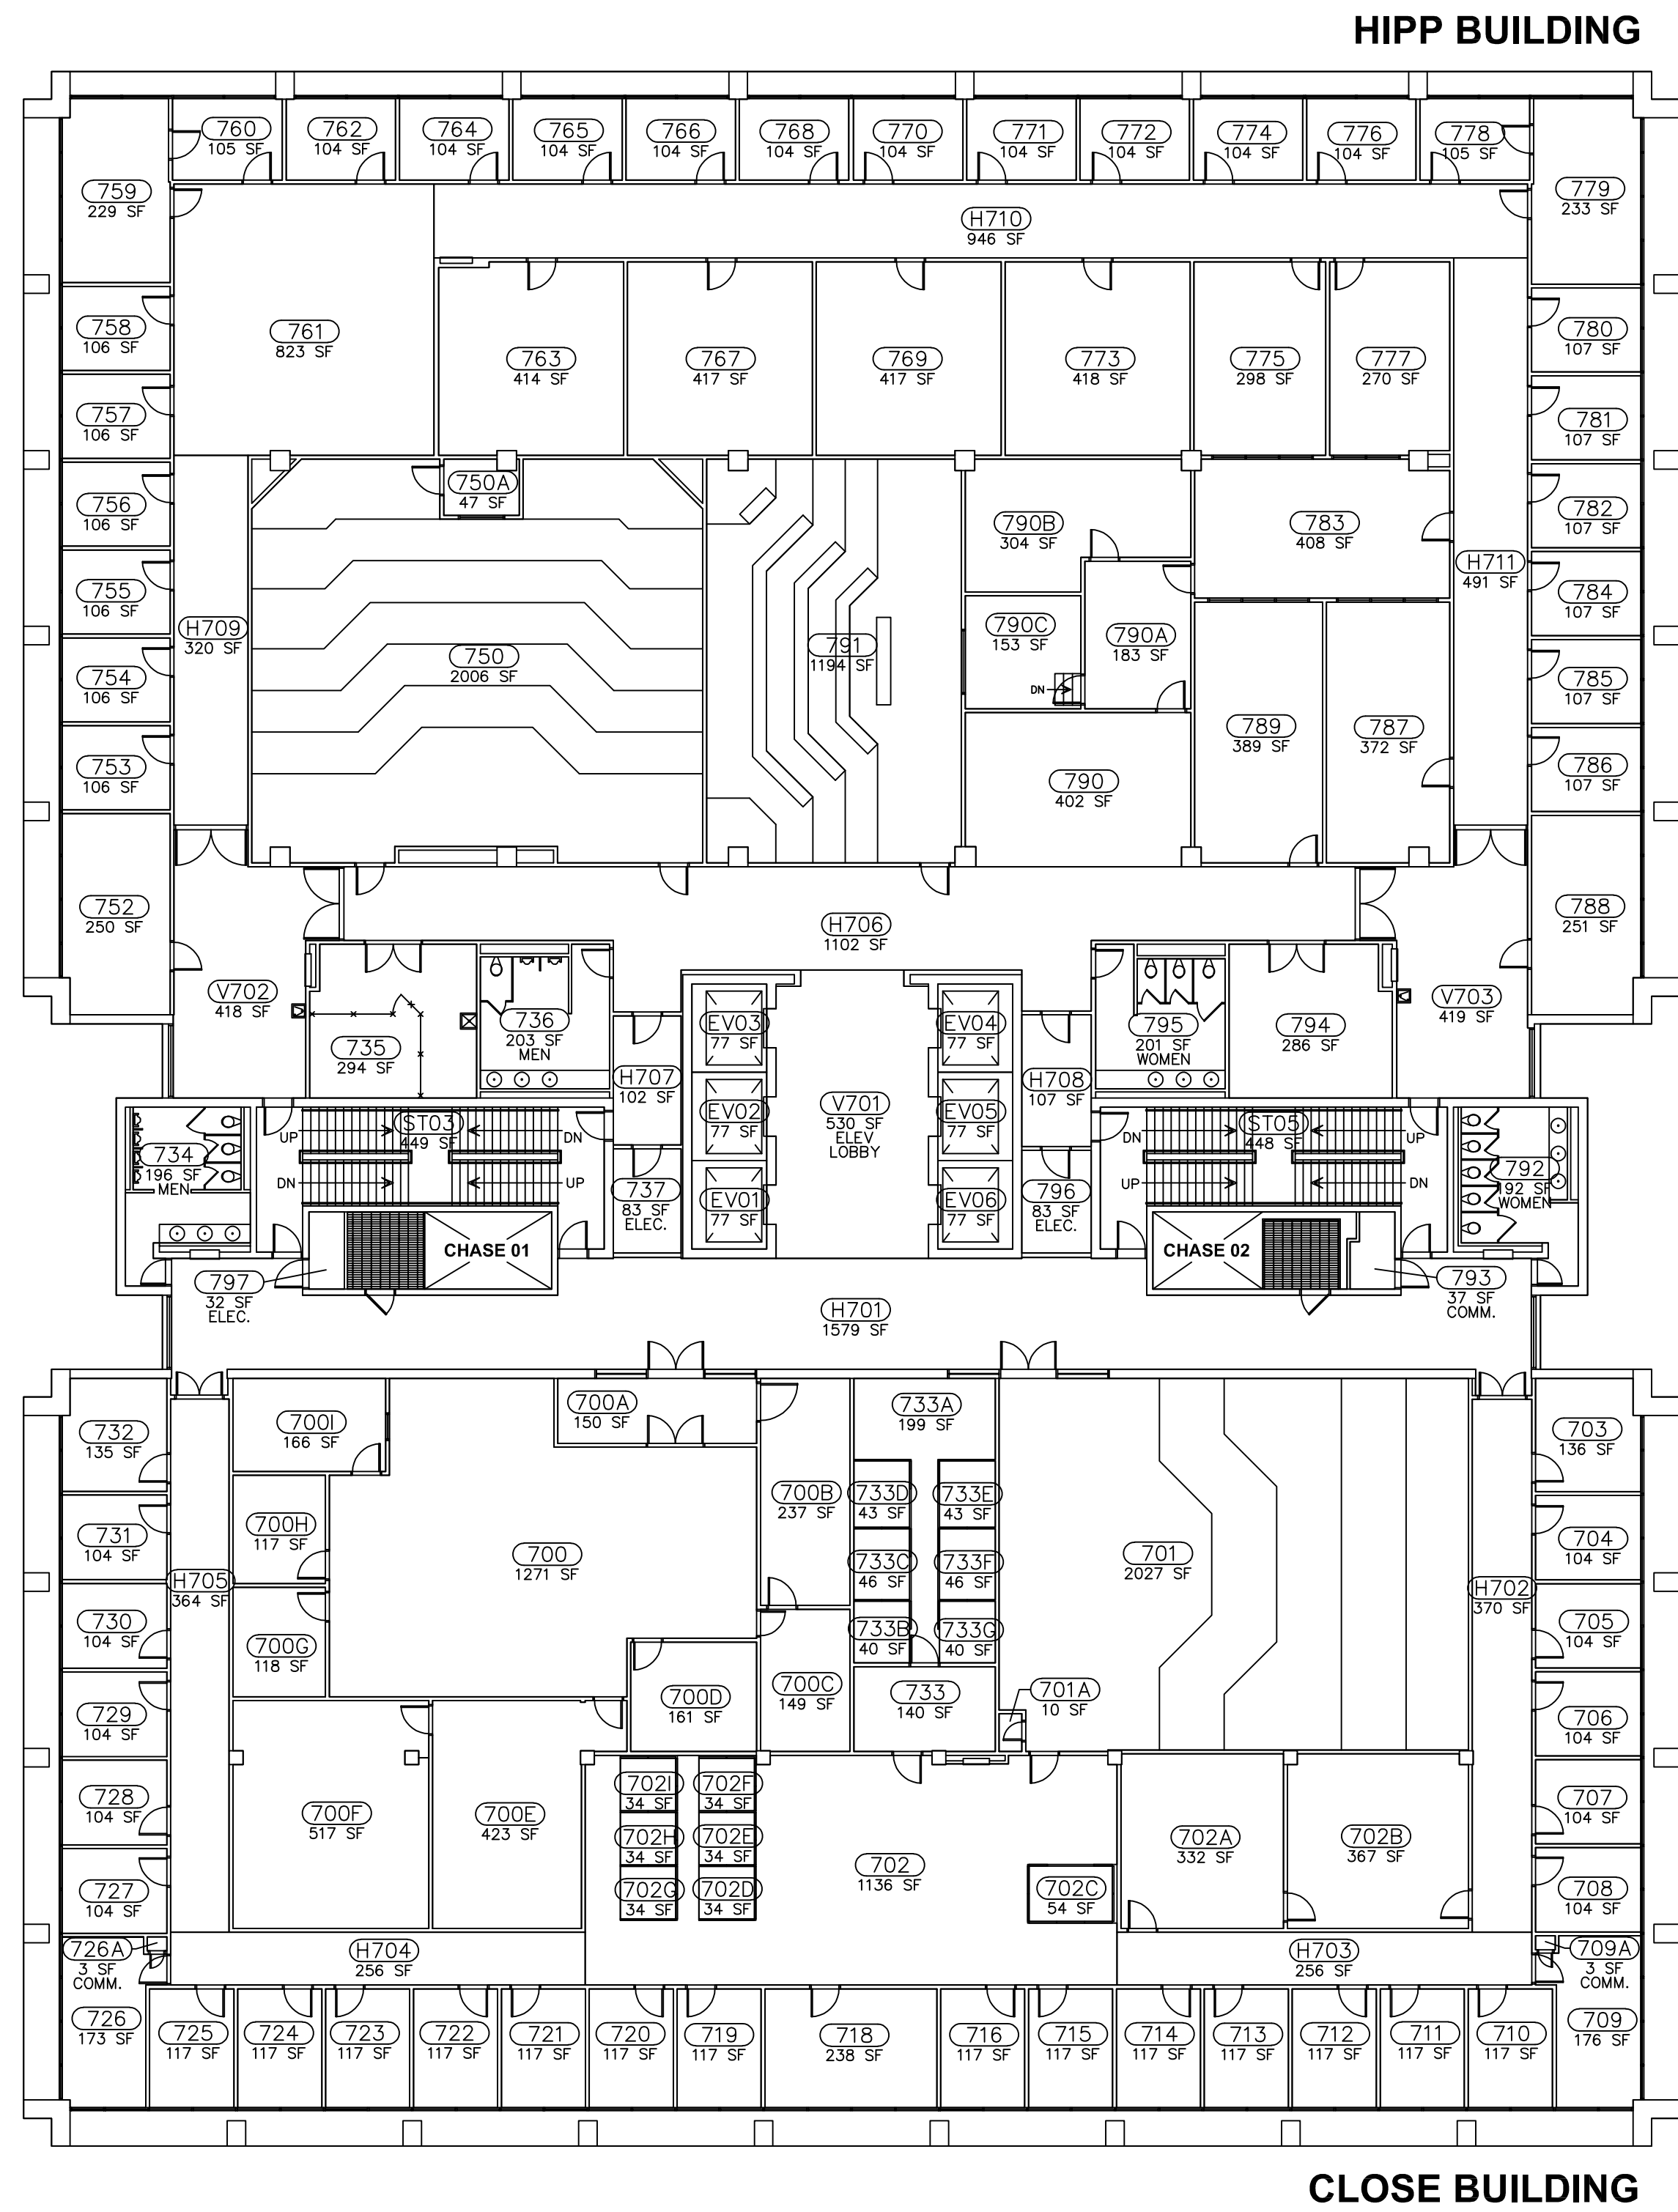 HIPP BUILDING
760
105 SF
762
104 SF
764
104 SF
765
104 SF
766
104 SF
768
104 SF
770
104 SF
771
104 SF
772
104 SF
774
104 SF
776
104 SF
778
105 SF
759
229 SF
779
233 SF
H710
946 SF
758
106 SF
761
823 SF
763
414 SF
767
417 SF
769
417 SF
773
418 SF
775
298 SF
777
270 SF
780
107 SF
757
106 SF
781
107 SF
756
106 SF
750A
47 SF
790B
304 SF
783
408 SF
782
107 SF
755
106 SF
H711
491 SF
784
107 SF
H709
320 SF
750
2006 SF
791
1194 SF
790C
153 SF
DN
790A
183 SF
754
106 SF
785
107 SF
753
106 SF
790
402 SF
789
389 SF
787
372 SF
786
107 SF
752
250 SF
H706
1102 SF
788
251 SF
V702
418 SF
735
294 SF
736
203 SF
MEN
EV03
77 SF
EV04
77 SF
795
201 SF
WOMEN
794
286 SF
V703
419 SF
H707
102 SF
EV02
77 SF
V701
530 SF
ELEV
LOBBY
EV05
77 SF
H708
107 SF
734
196 SF
MEN
UP
ST03
449 SF
DN
DN
UP
737
83 SF
ELEC.
EV01
77 SF
EV06
77 SF
796
83 SF
ELEC.
DN
ST05
448 SF
UP
UP
DN
792
192 SF
WOMEN
CHASE 01
CHASE 02
797
32 SF
ELEC.
793
37 SF
COMM.
H701
1579 SF
732
135 SF
700I
166 SF
700A
150 SF
733A
199 SF
703
136 SF
731
104 SF
700H
117 SF
700
1271 SF
700B
237 SF
733D
43 SF
733E
43 SF
701
2027 SF
704
104 SF
H705
364 SF
733C
46 SF
733F
46 SF
H702
370 SF
730
104 SF
700G
118 SF
733B
40 SF
733G
40 SF
705
104 SF
729
104 SF
700D
161 SF
700C
149 SF
733
140 SF
701A
10 SF
706
104 SF
728
104 SF
700F
517 SF
700E
423 SF
702I
34 SF
702F
34 SF
707
104 SF
702H
34 SF
702E
34 SF
702
1136 SF
702A
332 SF
702B
367 SF
727
104 SF
702G
34 SF
702D
34 SF
702C
54 SF
708
104 SF
726A
3 SF
COMM.
H704
256 SF
H703
256 SF
709A
3 SF
COMM.
726
173 SF
725
117 SF
724
117 SF
723
117 SF
722
117 SF
721
117 SF
720
117 SF
719
117 SF
718
238 SF
716
117 SF
715
117 SF
714
117 SF
713
117 SF
712
117 SF
711
117 SF
710
117 SF
709
176 SF
CLOSE BUILDING